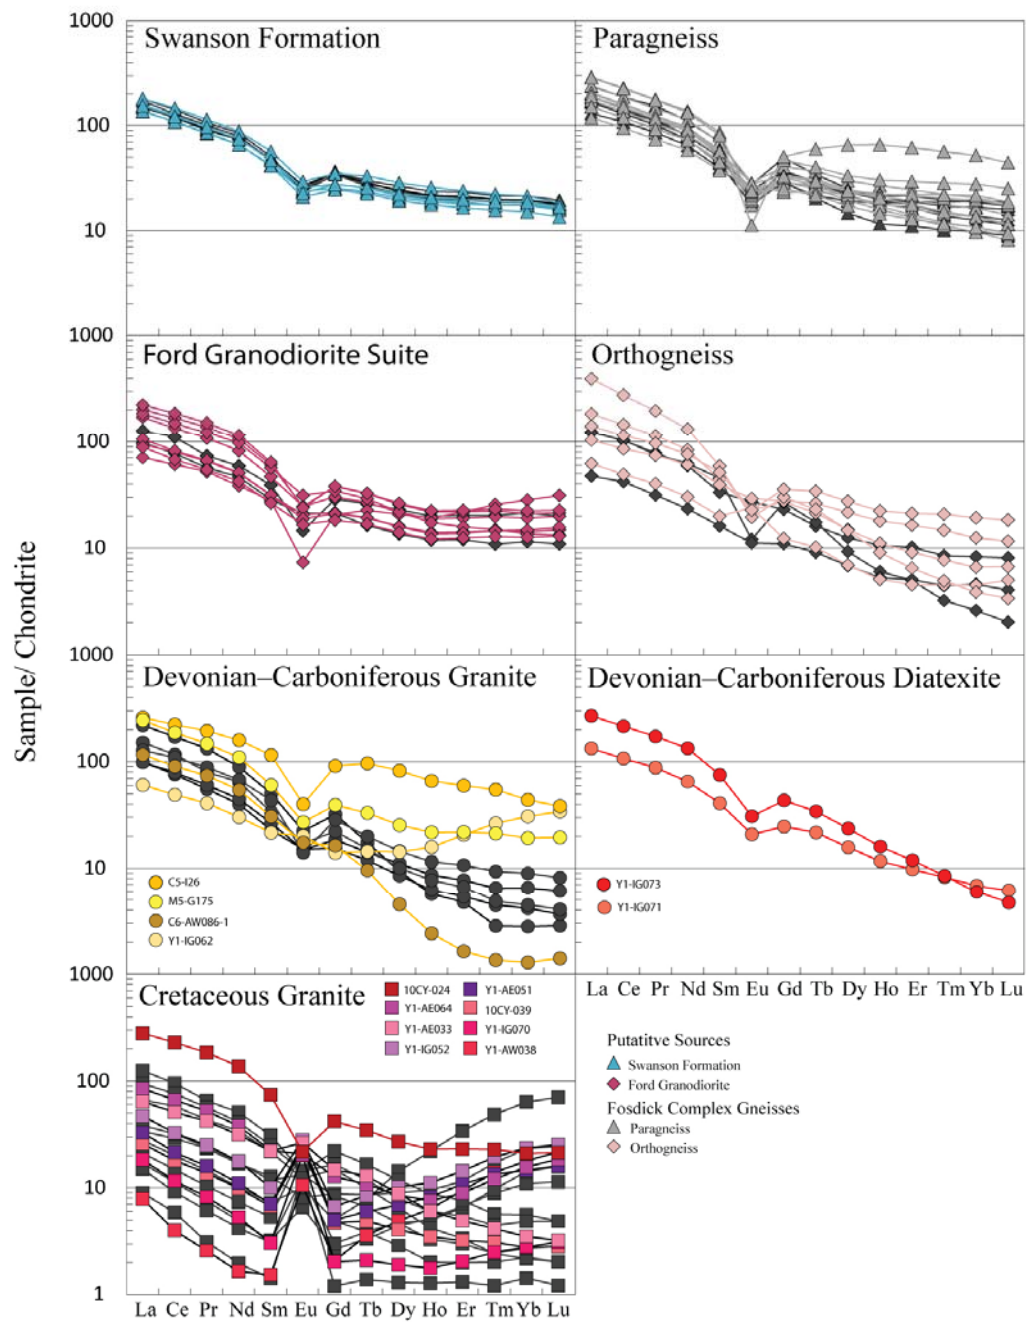 1000
Swanson Formation
Paragneiss
100
10
1000
Ford Granodiorite Suite
Orthogneiss
100
10
Sample/ Chondrite
1000
Devonian–Carboniferous Granite
Devonian–Carboniferous Diatexite
100
10
C5-I26
M5-G175
C6-AW086-1
Y1-IG062
Y1-IG073
Y1-IG071
1000
La Ce Pr Nd Sm Eu Gd Tb Dy Ho Er Tm Yb Lu
Cretaceous Granite
10CY-024
Y1-AE064
Y1-AE033
Y1-IG052
Y1-AE051
10CY-039
Y1-IG070
Y1-AW038
100
10
1
La Ce Pr Nd Sm Eu Gd Tb Dy Ho Er Tm Yb Lu
Putatitve Sources
Swanson Formation
Ford Granodiorite
Fosdick Complex Gneisses
Paragneiss
Orthogneiss